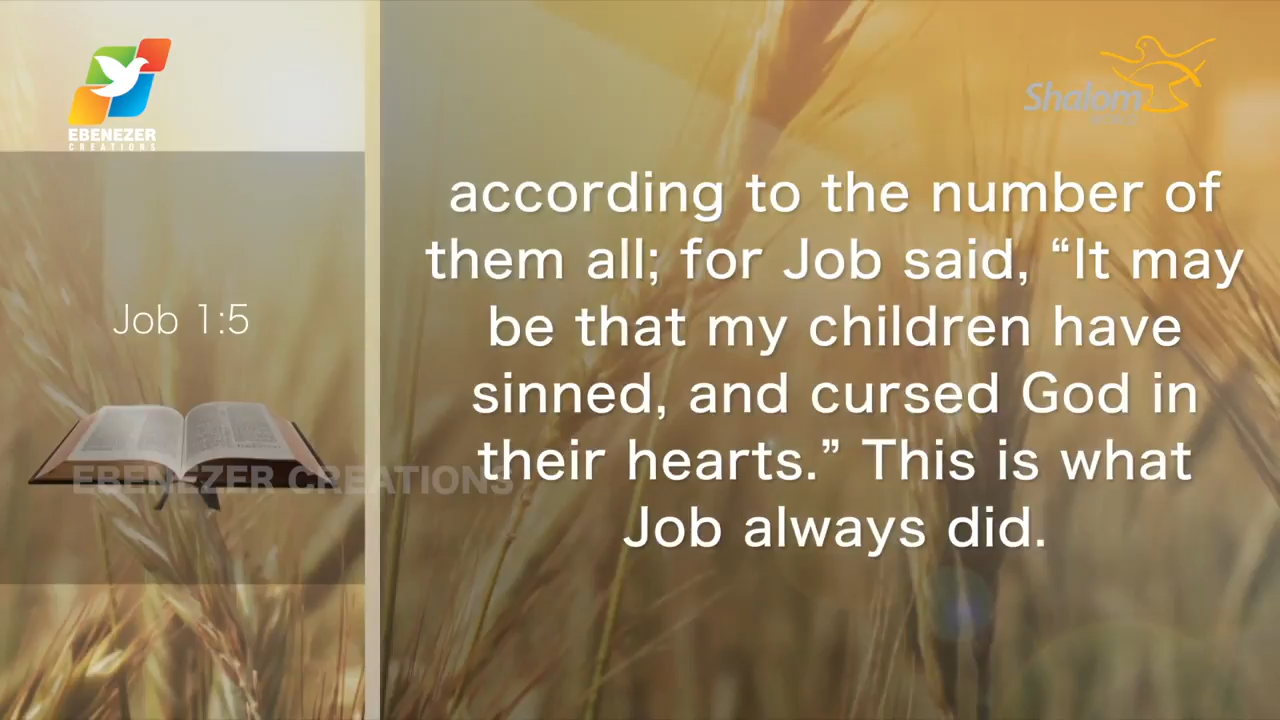 EBENEZER
CREATIONS
Shalom
Job 1:5
EBENEZER CREATIONS
according to the number of
them all; for Job said, “It may
be that my children have
sinned, and cursed God in
their hearts.” This is what
Job always did.